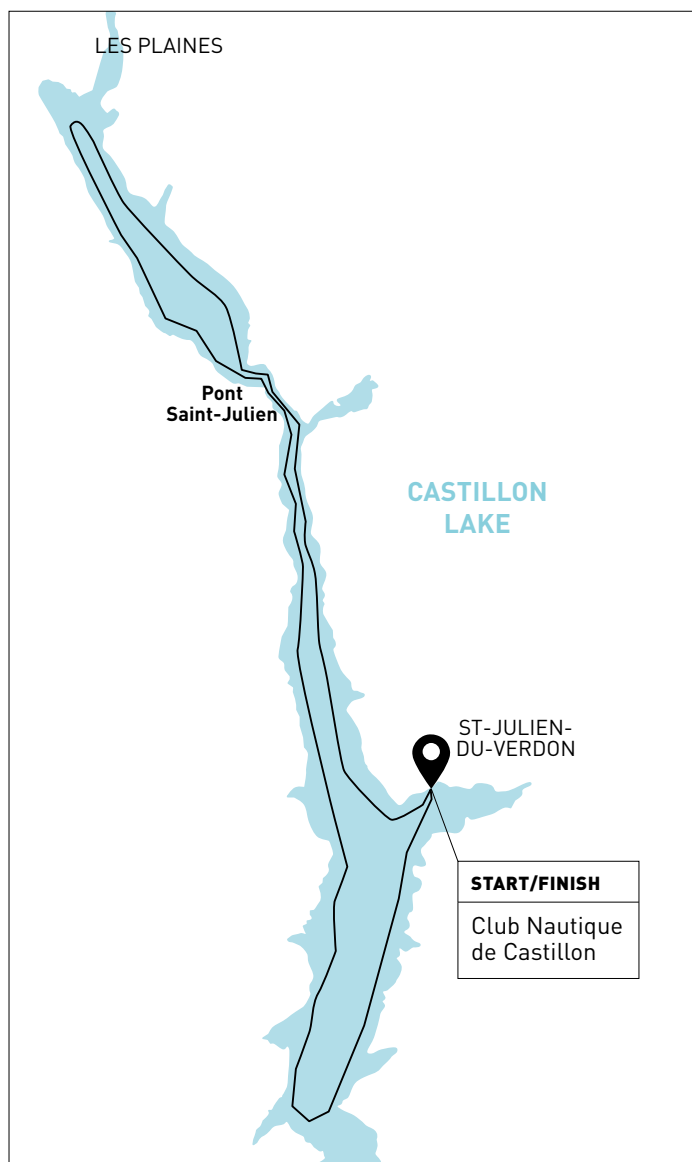 LES PLAINES
Pont
Saint-Julien
CASTILLON
LAKE
ST-JULIEN-
DU-VERDON
START/FINISH
Club Nautique
de Castillon